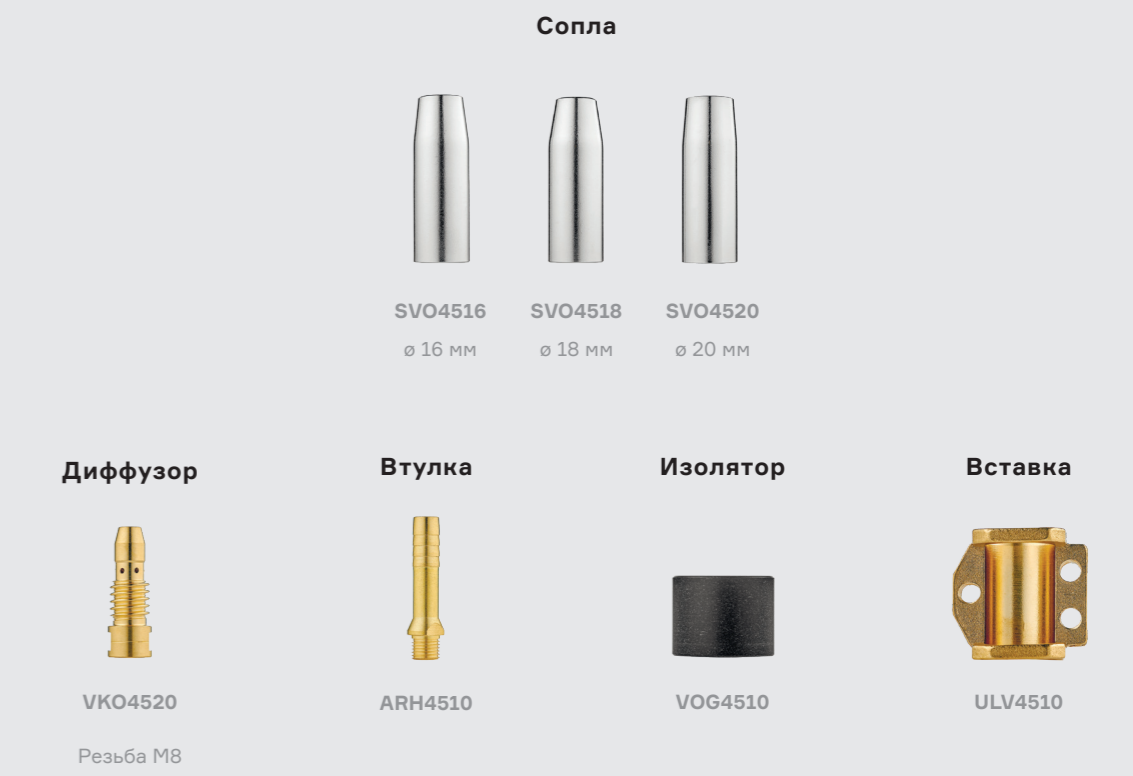 Сопла
SVO4516 SVO4518 SVO4520
ø 16 мм ø 18 мм ø 20 мм
Диффузор Втулка Изолятор Вставка
VKO4520 ARH4510 VOG4510 ULV4510
Резьба M8